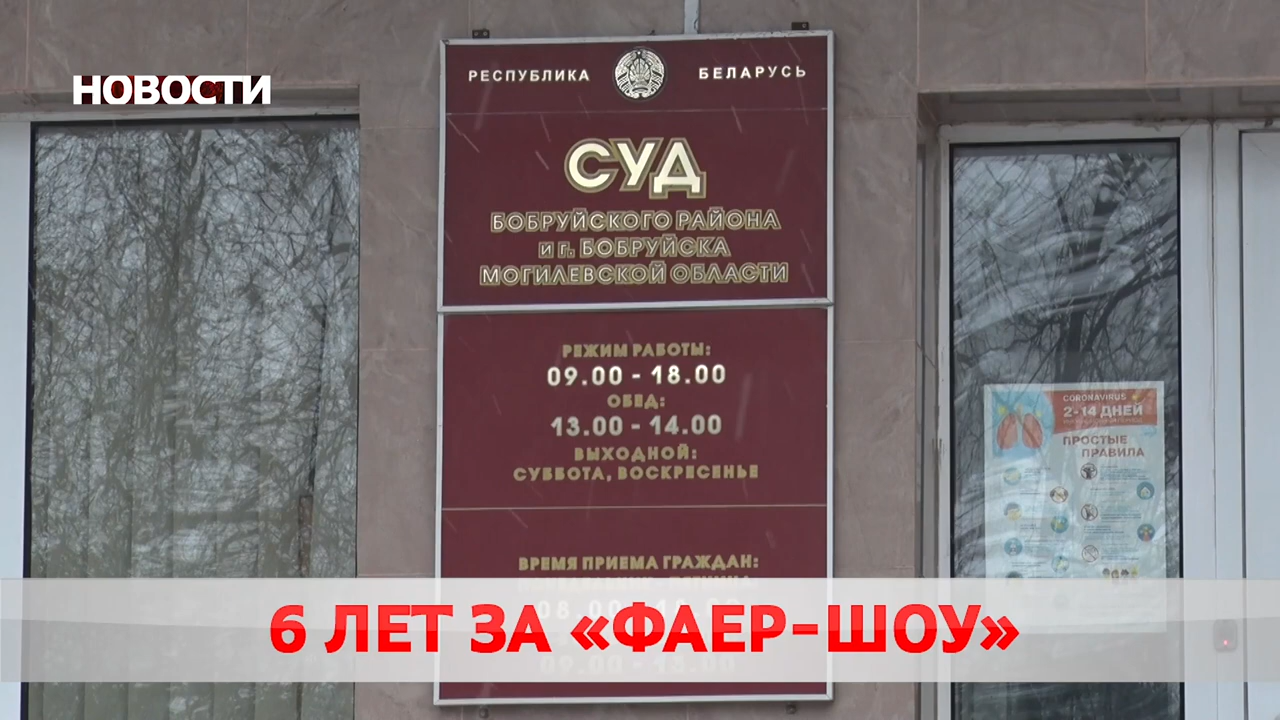 НОВОСТИ
РЕСПУБЛИКА БЕЛАРУСЬ
СУД
БОБРУЙСКОГО РАЙОНА
и г. БОБРУЙСКА
МОГИЛЕВСКОЙ ОБЛАСТИ
РЕЖИМ РАБОТЫ:
09.00 - 18.00
ОБЕД:
13.00 - 14.00
ВЫХОДНОЙ:
СУББОТА, ВОСКРЕСЕНЬЕ
ВРЕМЯ ПРИЕМА ГРАЖДАН:
CORONAVIRUS
2-14 ДНЕЙ
ПРОСТЫЕ
ПРАВИЛА
6 ЛЕТ ЗА «ФАЕР-ШОУ»